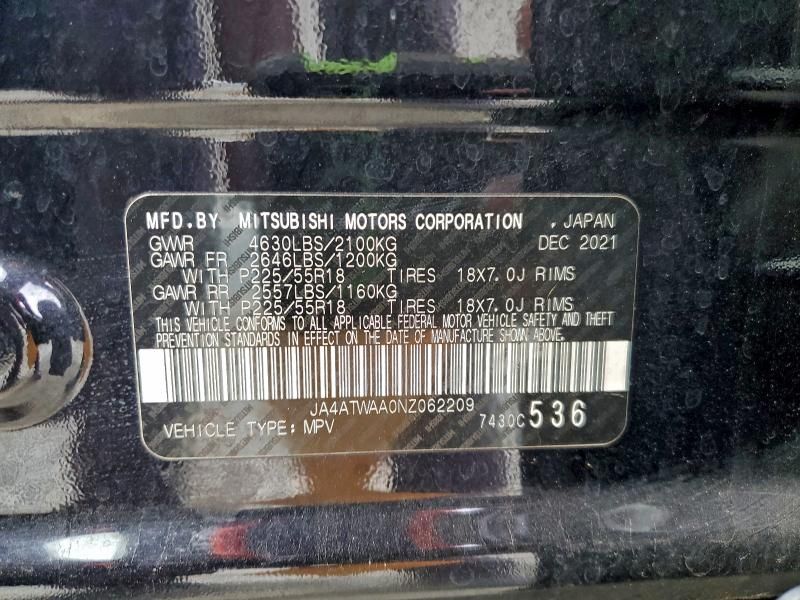 MFD.BY MITSUBISHI MOTORS CORPORATION , JAPAN
GWWR 4630LBS/2100KG DEC 2021
GAWR FR 2646LBS/1200KG
WITH P225/55R18 TIRES 18X7.0J RIMS
GAWR RR 2557LBS/1160KG
WITH P225/55R18 TIRES 18X7.0J RIMS
THIS VEHICLE CONFORMS TO ALL APPLICABLE FEDERAL MOTOR VEHICLE SAFETY AND THEFT
PREVENTION STANDARDS IN EFFECT ON THE DATE OF MANUFACTURE SHOWN ABOVE.
JA4ATWAA0NZ062209
VEHICLE TYPE: MPV 7430C 536